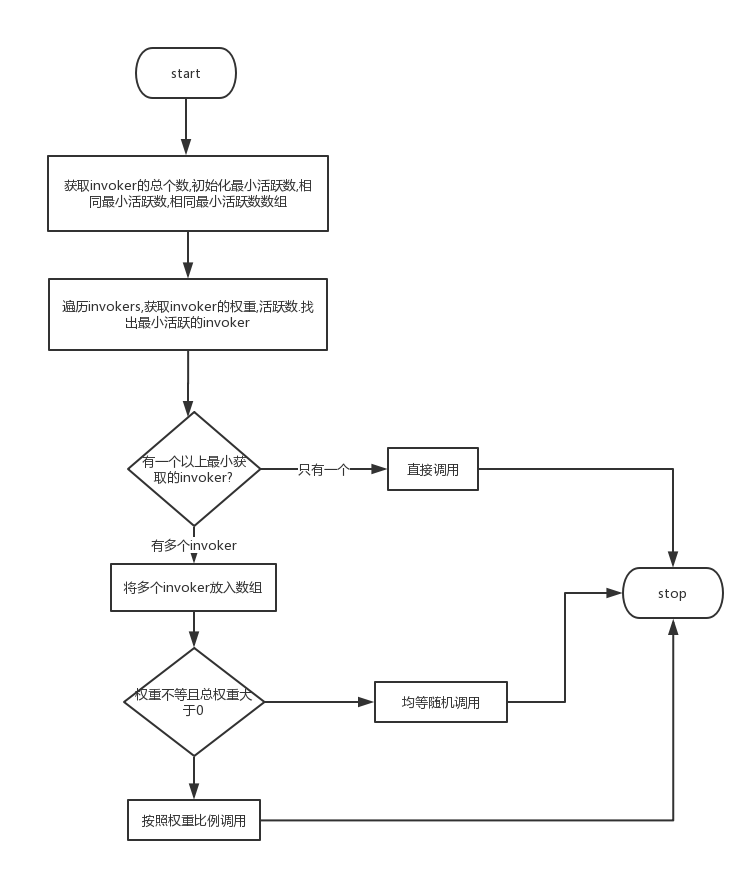 start
获取invoker的总个数,初始化最小活跃数,相
同最小活跃数,相同最小活跃数数组
遍历invokers,获取invoker的权重,活跃数.找
出最小活跃的invoker
有一个以上最小获
取的invoker?
只有一个
直接调用
有多个invoker
将多个invoker放入数组
stop
权重不等且总权重大
于0
均等随机调用
按照权重比例调用